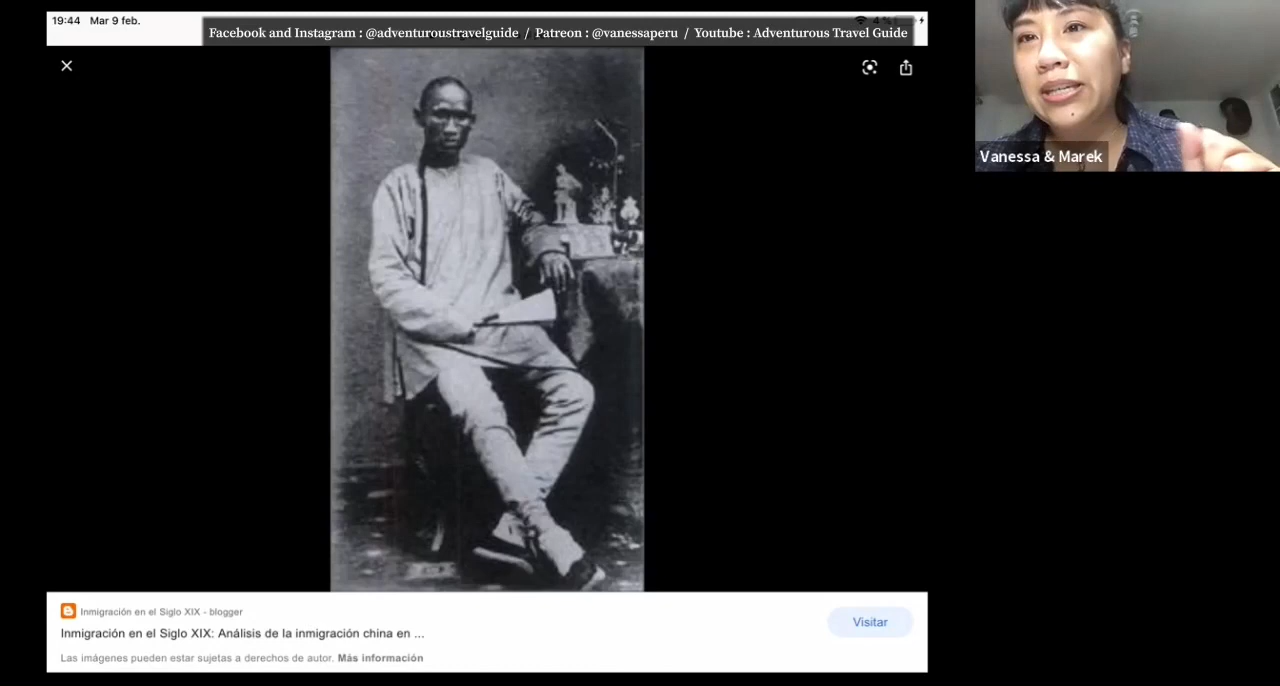 19:44 Mar 9 feb.
4 %
Facebook and Instagram : @adventuroustravelguide / Patreon : @vanessaperu / Youtube : Adventurous Travel Guide
Vanessa & Marek
Inmigración en el Siglo XIX - blogger
Inmigración en el Siglo XIX: Análisis de la inmigración china en ...
Visitar
Las imágenes pueden estar sujetas a derechos de autor. Más información